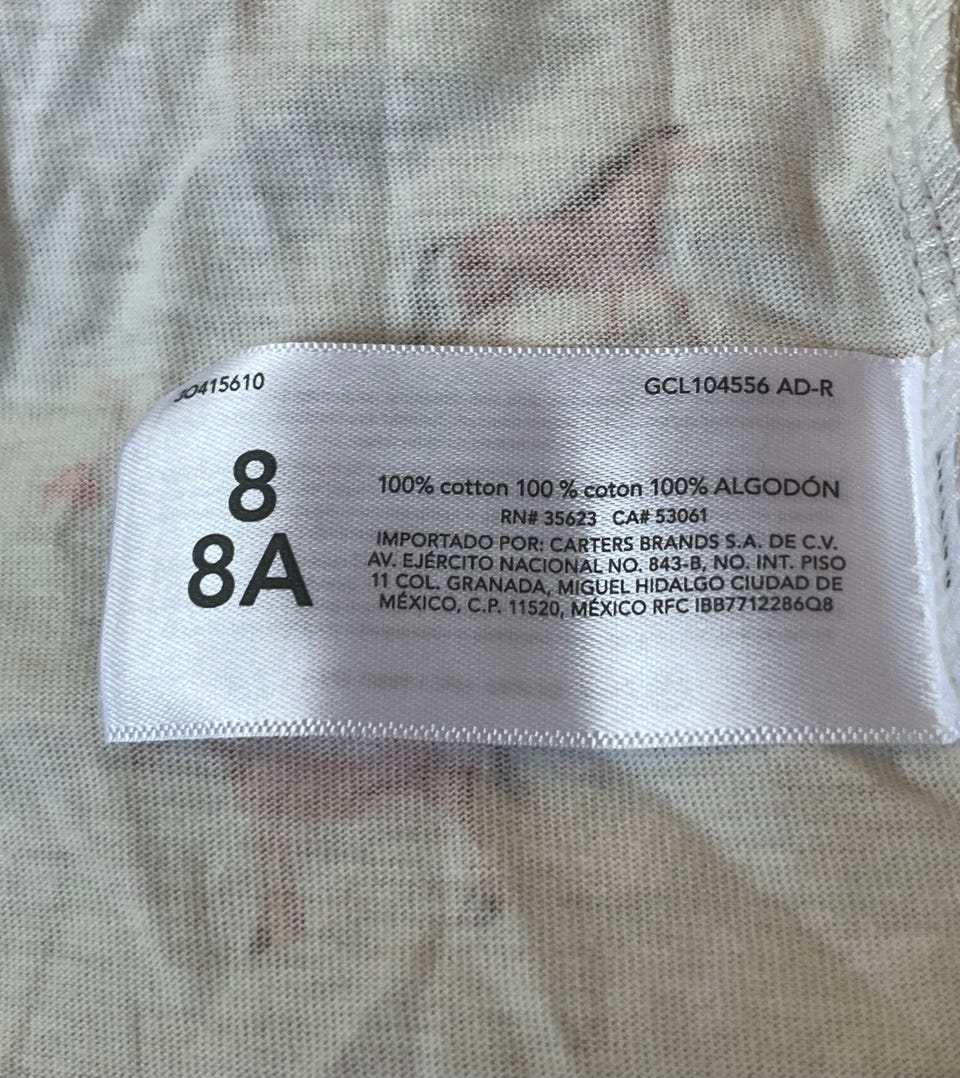 3O415610
GCL104556 AD-R
8
8A
100% cotton 100 % coton 100% ALGODÓN
RN# 35623 CA# 53061
IMPORTADO POR: CARTERS BRANDS S.A. DE C.V.
AV. EJÉRCITO NACIONAL NO. 843-B, NO. INT. PISO
11 COL. GRANADA, MIGUEL HIDALGO CIUDAD DE
MÉXICO, C.P. 11520, MÉXICO RFC IBB7712286Q8